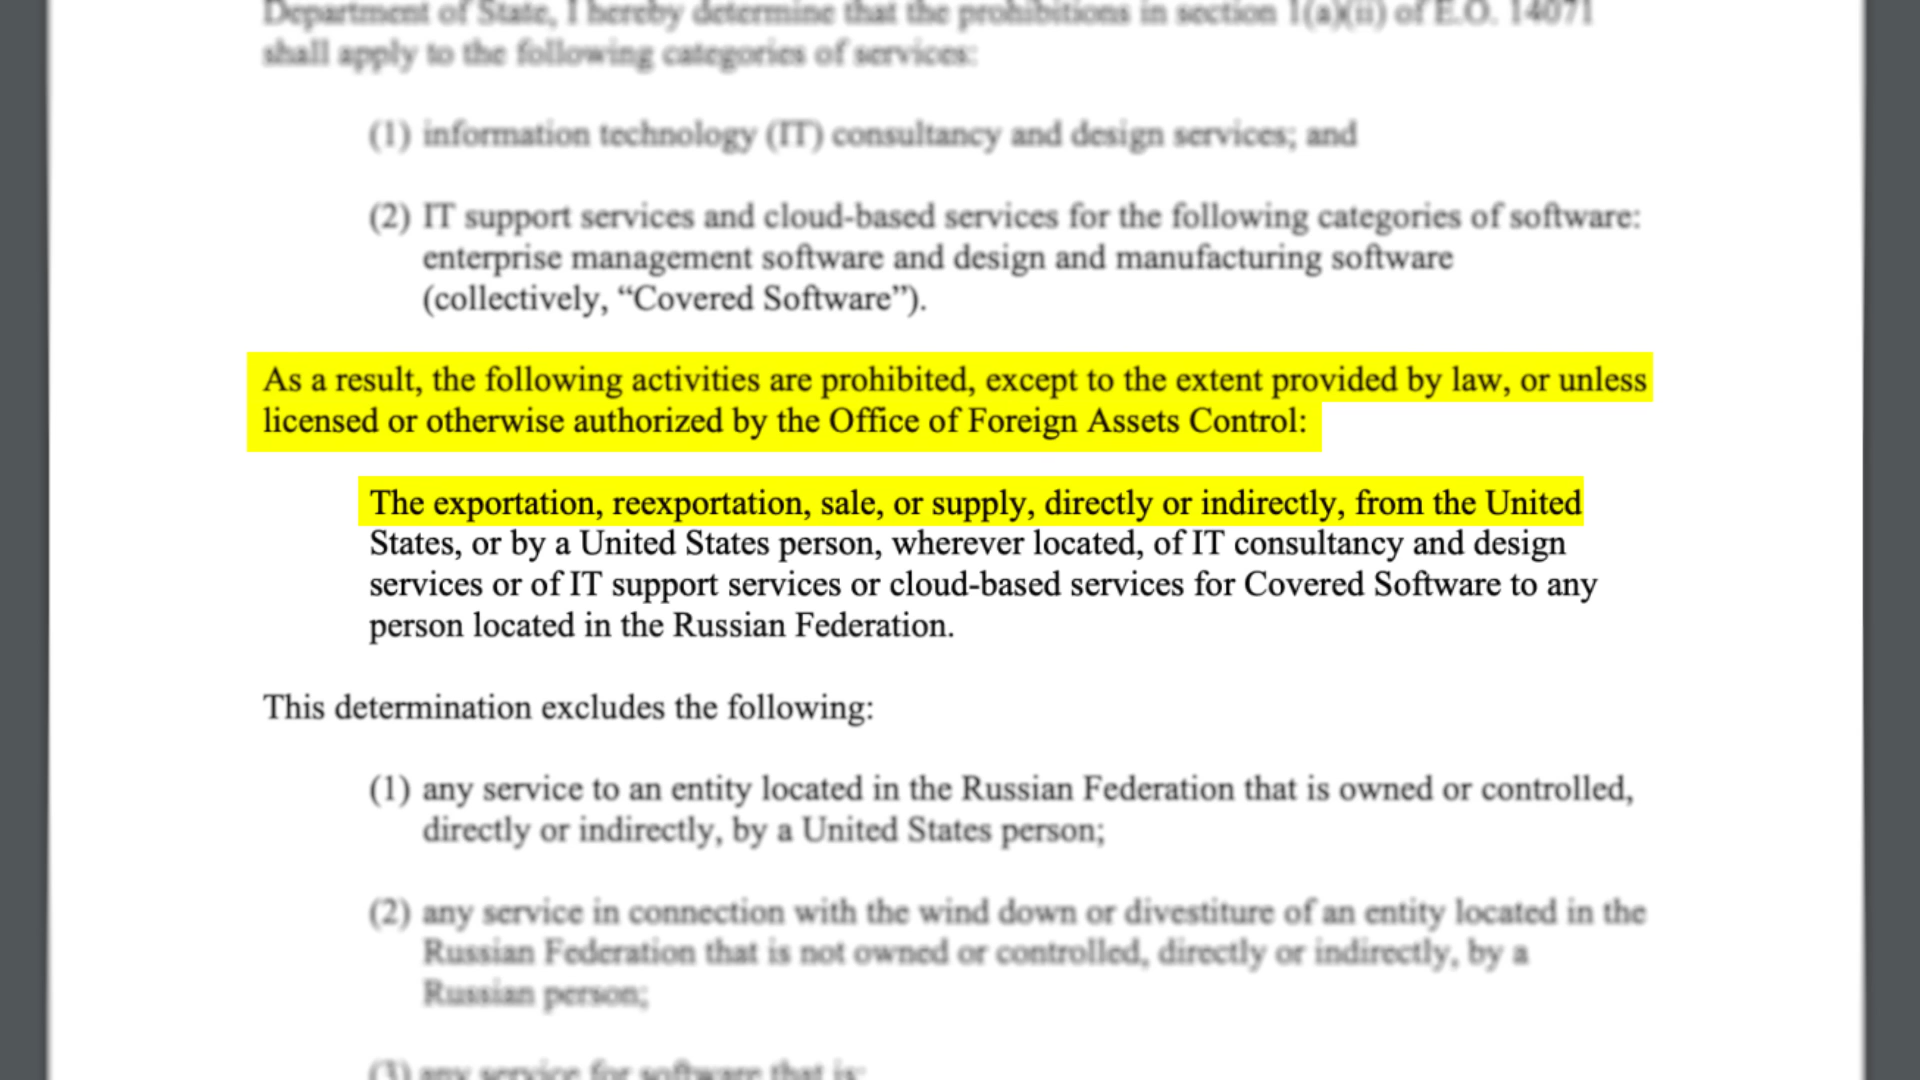 Department of State, I hereby determine that the prohibitions in section 1(a)(ii) of E.O. 14071
shall apply to the following categories of services:
(1) information technology (IT) consultancy and design services; and
(2) IT support services and cloud-based services for the following categories of software:
enterprise management software and design and manufacturing software
(collectively, “Covered Software”).
As a result, the following activities are prohibited, except to the extent provided by law, or unless
licensed or otherwise authorized by the Office of Foreign Assets Control:
The exportation, reexportation, sale, or supply, directly or indirectly, from the United
States, or by a United States person, wherever located, of IT consultancy and design
services or of IT support services or cloud-based services for Covered Software to any
person located in the Russian Federation.
This determination excludes the following:
(1) any service to an entity located in the Russian Federation that is owned or controlled,
directly or indirectly, by a United States person;
(2) any service in connection with the wind down or divestiture of an entity located in the
Russian Federation that is not owned or controlled, directly or indirectly, by a
Russian person;
(3) any service for software that is: